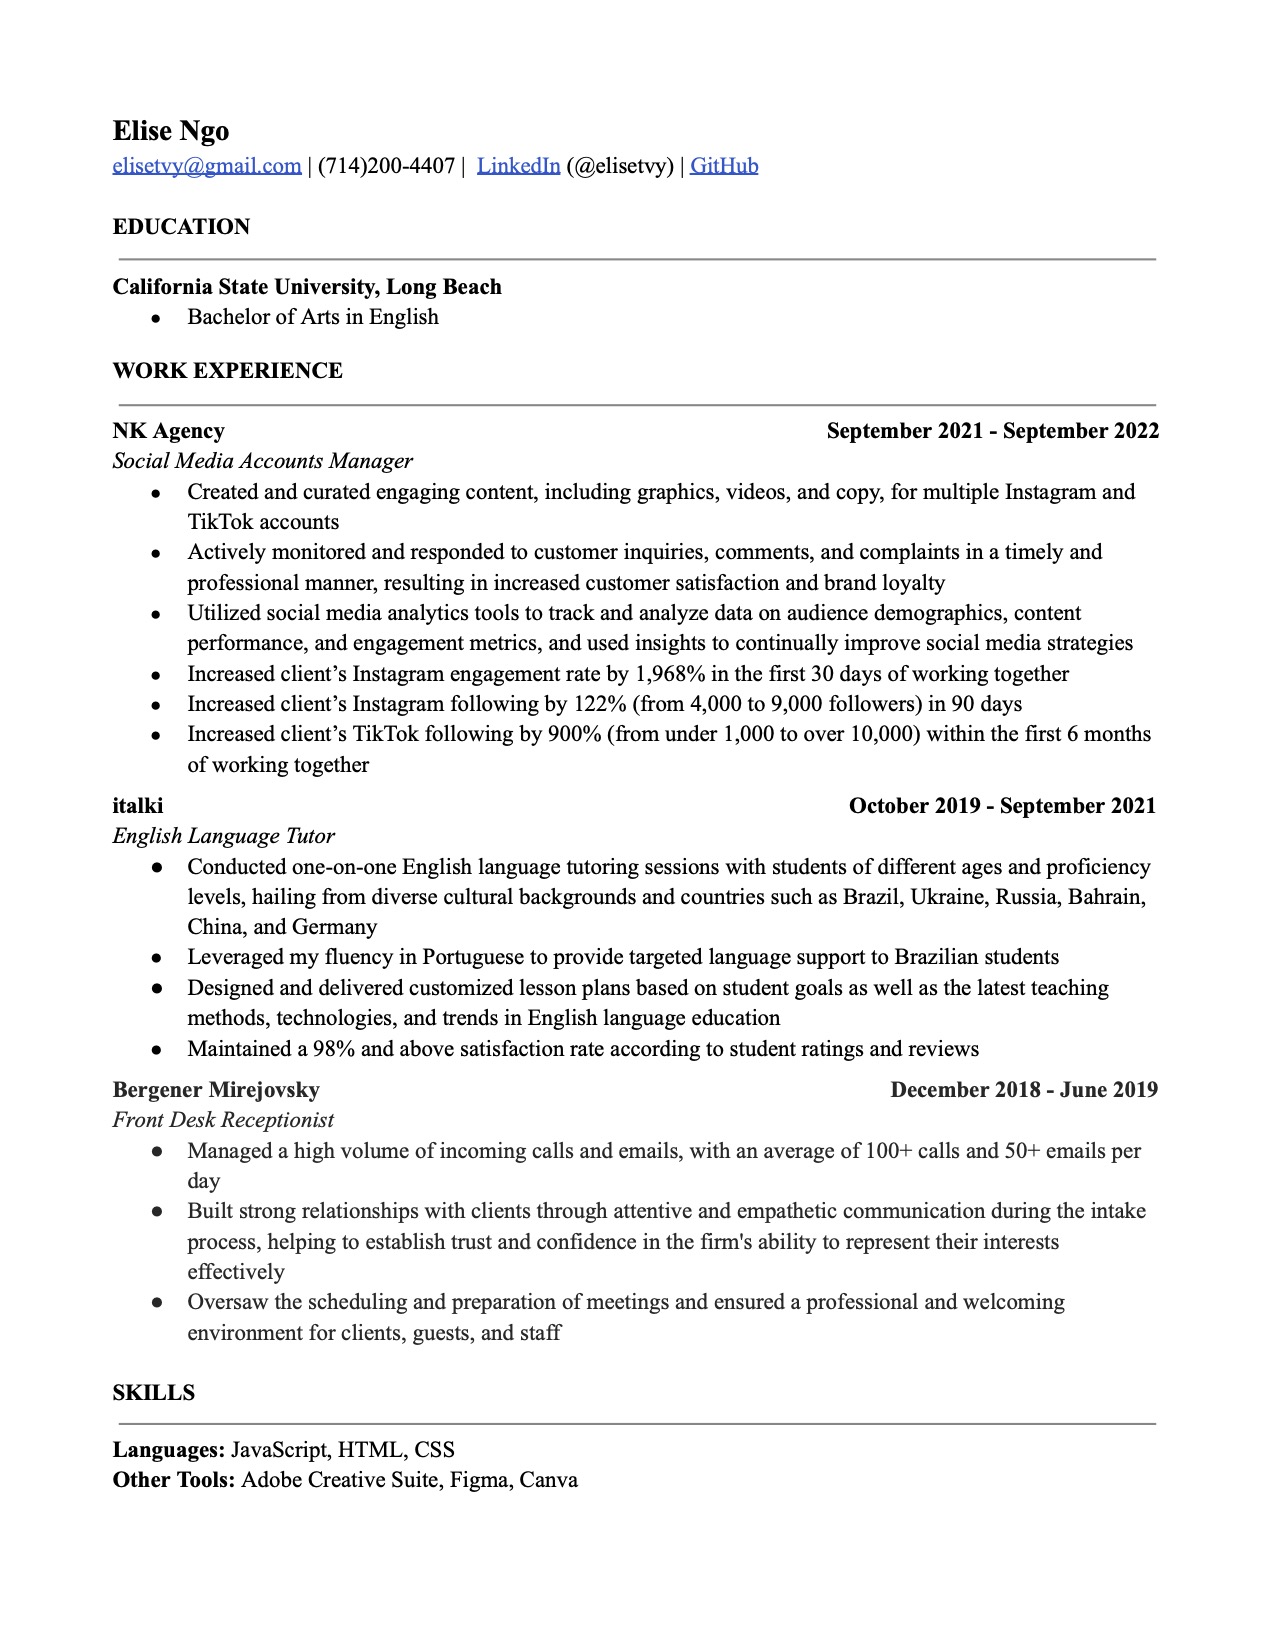 Elise Ngo
elisetvy@gmail.com | (714)200-4407 | LinkedIn (@elisetvy) | GitHub
EDUCATION
California State University, Long Beach
● Bachelor of Arts in English
WORK EXPERIENCE
NK Agency September 2021 - September 2022
Social Media Accounts Manager
● Created and curated engaging content, including graphics, videos, and copy, for multiple Instagram and
TikTok accounts
● Actively monitored and responded to customer inquiries, comments, and complaints in a timely and
professional manner, resulting in increased customer satisfaction and brand loyalty
● Utilized social media analytics tools to track and analyze data on audience demographics, content
performance, and engagement metrics, and used insights to continually improve social media strategies
● Increased client’s Instagram engagement rate by 1,968% in the first 30 days of working together
● Increased client’s Instagram following by 122% (from 4,000 to 9,000 followers) in 90 days
● Increased client’s TikTok following by 900% (from under 1,000 to over 10,000) within the first 6 months
of working together
italki October 2019 - September 2021
English Language Tutor
● Conducted one-on-one English language tutoring sessions with students of different ages and proficiency
levels, hailing from diverse cultural backgrounds and countries such as Brazil, Ukraine, Russia, Bahrain,
China, and Germany
● Leveraged my fluency in Portuguese to provide targeted language support to Brazilian students
● Designed and delivered customized lesson plans based on student goals as well as the latest teaching
methods, technologies, and trends in English language education
● Maintained a 98% and above satisfaction rate according to student ratings and reviews
Bergener Mirejovsky December 2018 - June 2019
Front Desk Receptionist
● Managed a high volume of incoming calls and emails, with an average of 100+ calls and 50+ emails per
day
● Built strong relationships with clients through attentive and empathetic communication during the intake
process, helping to establish trust and confidence in the firm's ability to represent their interests
effectively
● Oversaw the scheduling and preparation of meetings and ensured a professional and welcoming
environment for clients, guests, and staff
SKILLS
Languages: JavaScript, HTML, CSS
Other Tools: Adobe Creative Suite, Figma, Canva